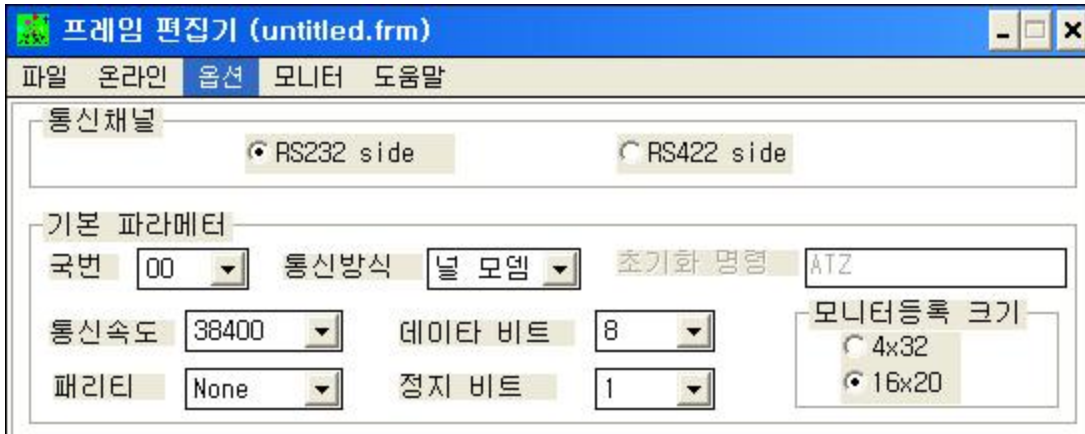 프레임 편집기 (untitled.frm)
파일 온라인 옵션 모니터 도움말
통신채널
RS232 side RS422 side
기본 파라메터
국번 00 통신방식 널 모뎀 초기화 명령 ATZ
통신속도 38400 데이타 비트 8 모니터등록 크기
4x32
패리티 None 정지 비트 1 16x20